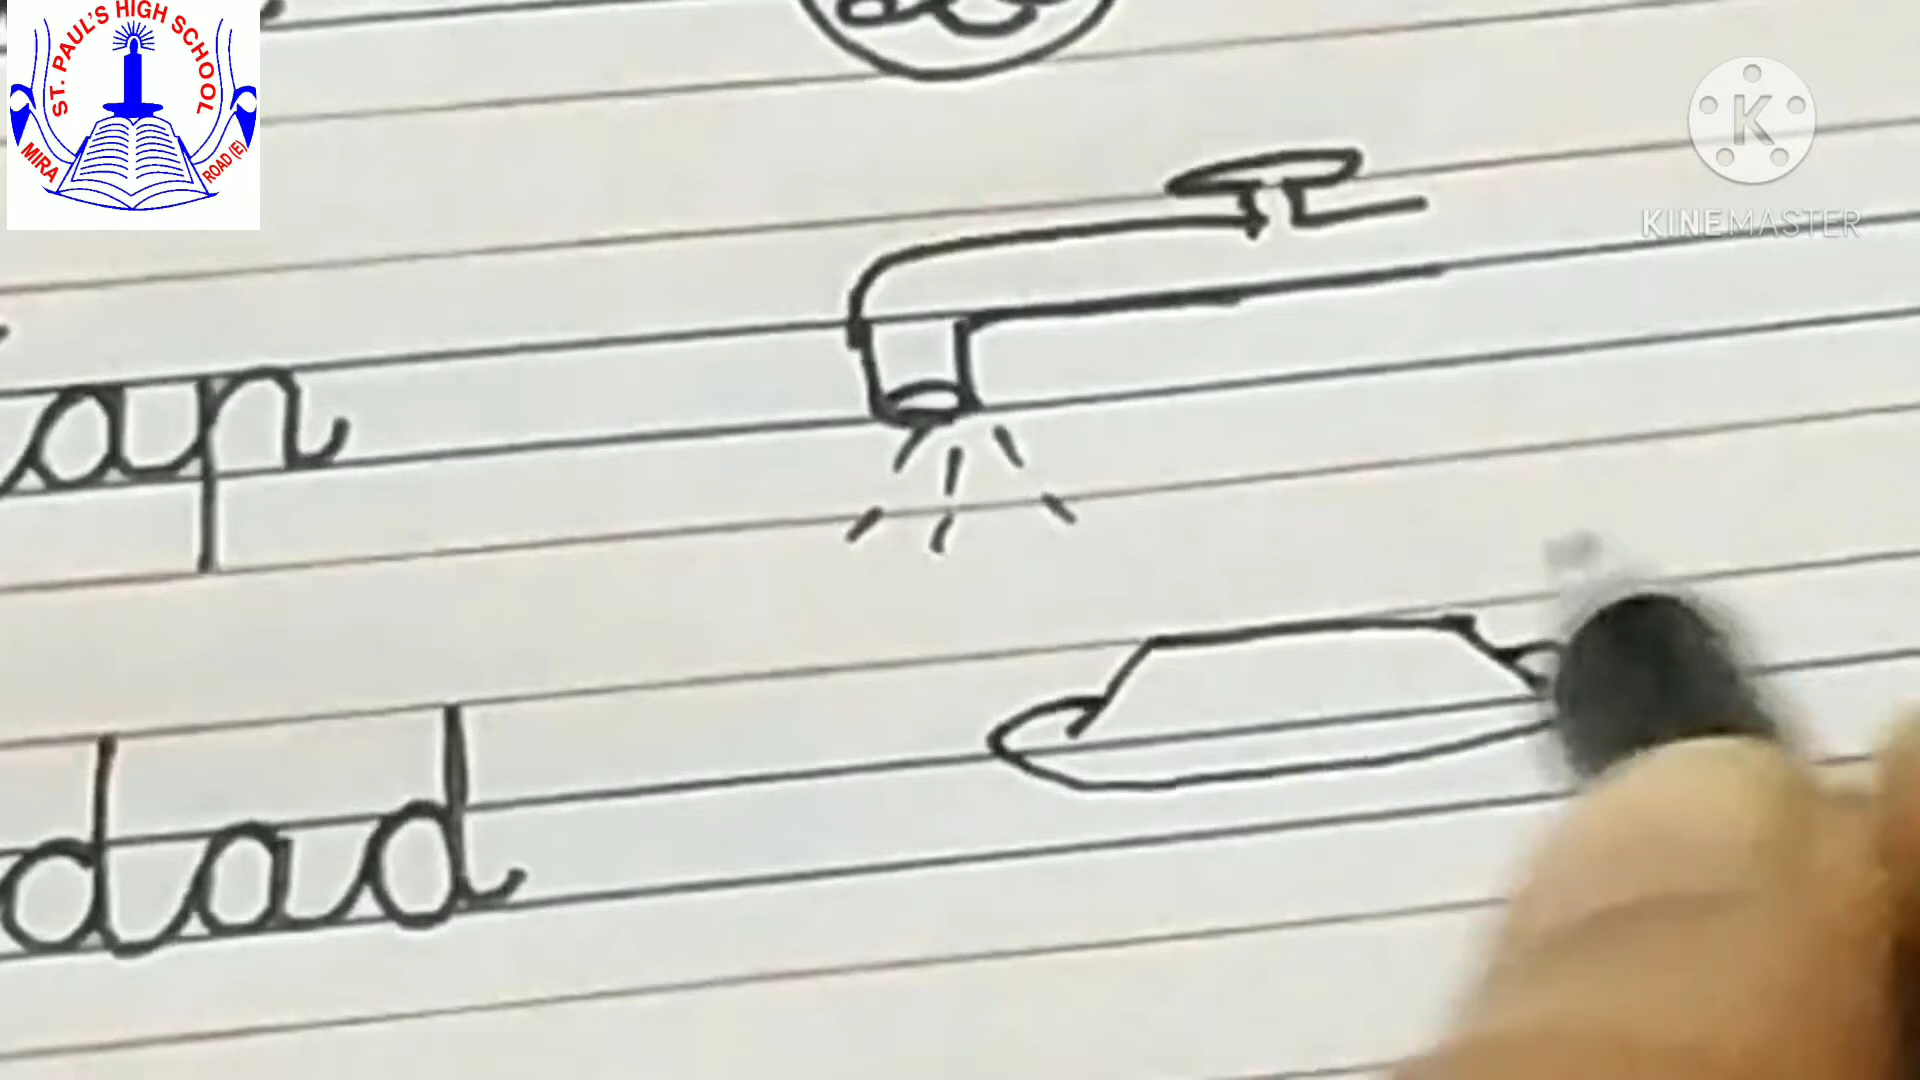 ST. PAUL'S HIGH SCHOOL
MIRA ROAD (E)
K
KINEMASTER
ap
dad